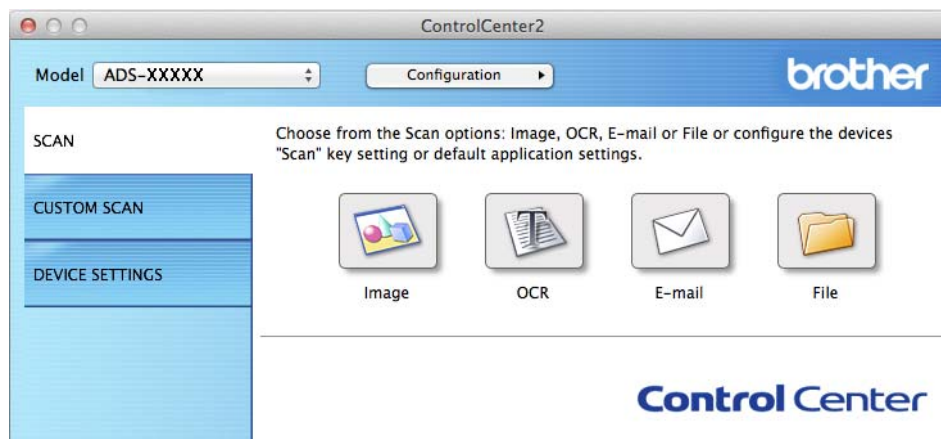 ControlCenter2
Model ADS-XXXXX Configuration brother
SCAN
Choose from the Scan options: Image, OCR, E-mail or File or configure the devices
"Scan" key setting or default application settings.
CUSTOM SCAN
DEVICE SETTINGS
Image OCR E-mail File
Control Center